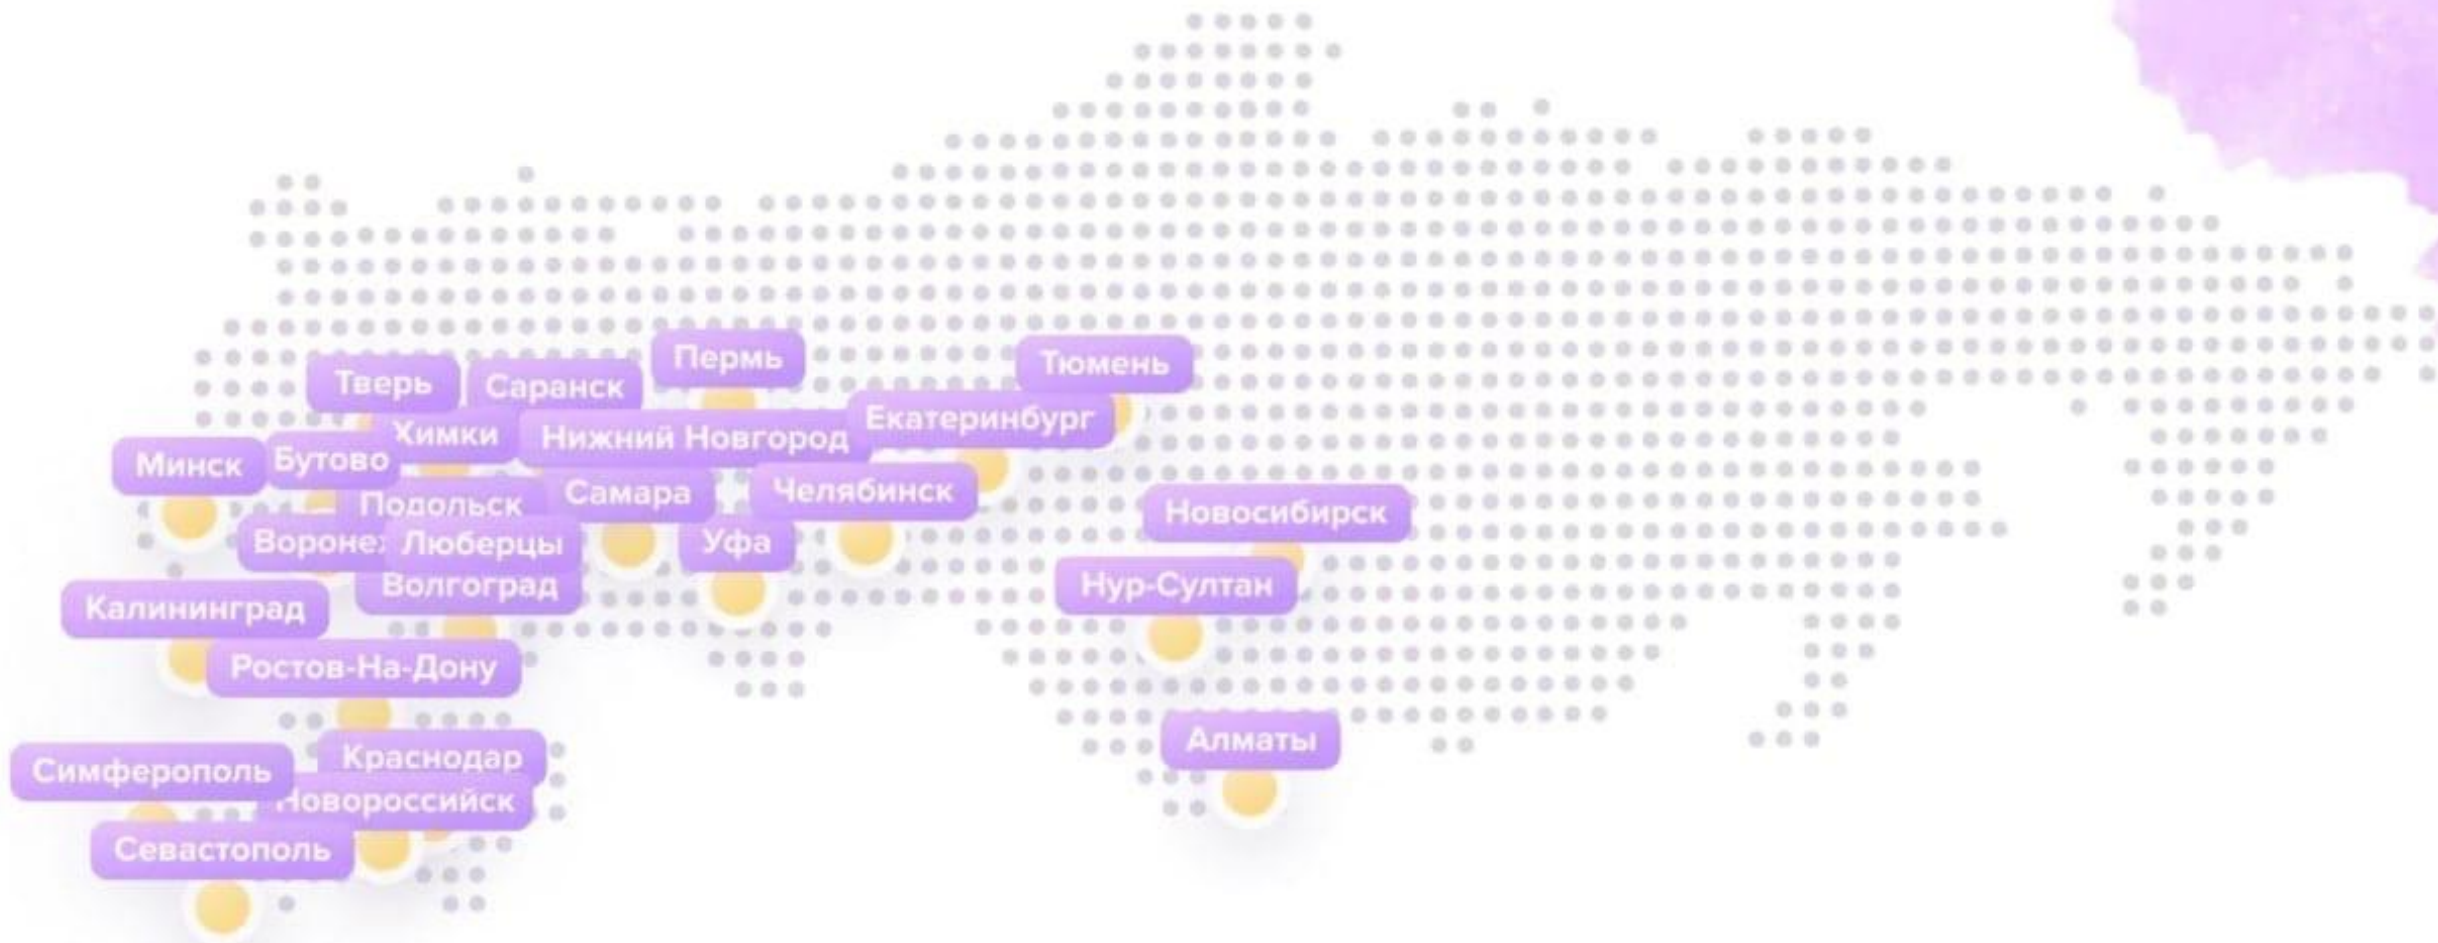 Пермь
Тюмень
Тверь
Саранск
Екатеринбург
Химки
Нижний Новгород
Минск
Бутово
Челябинск
Самара
Подольск
Новосибирск
Уфа
Люберцы
Волгоград
Нур-Султан
Калининград
Ростов-На-Дону
Алматы
Краснодар
Симферополь
Севастополь